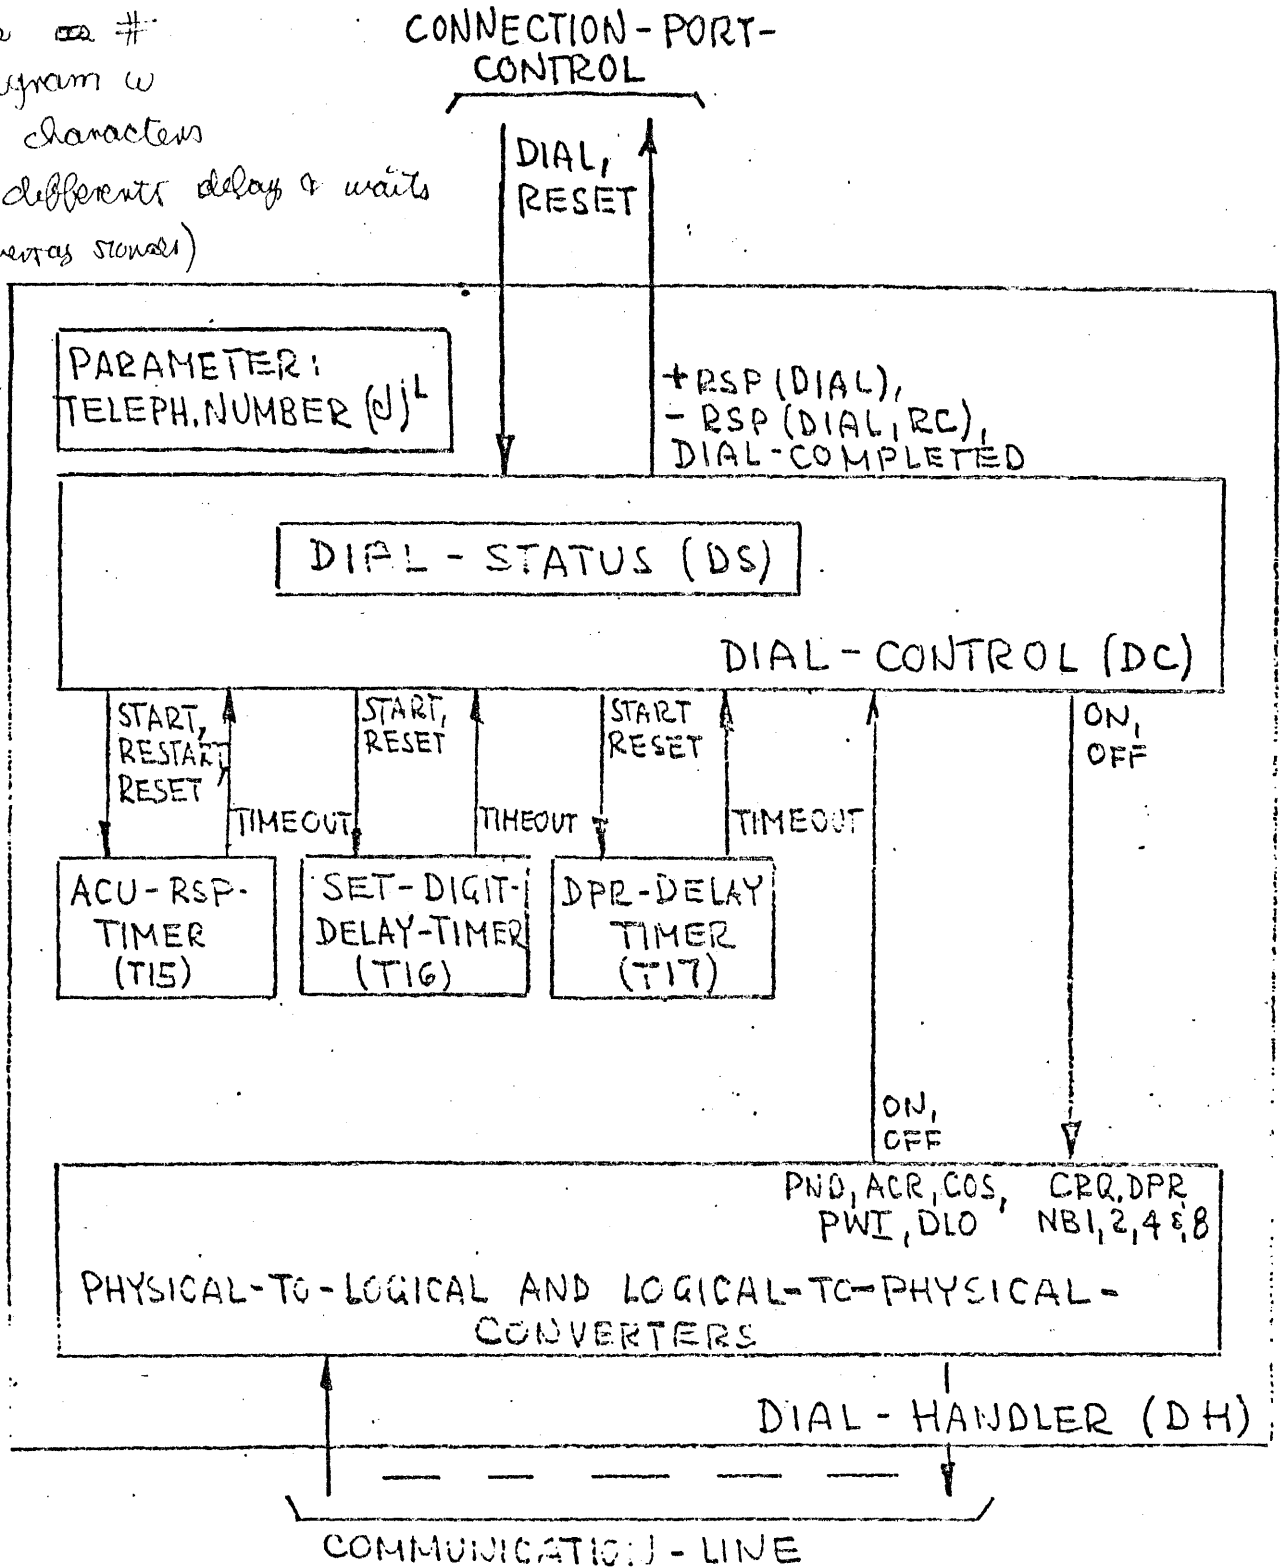 #
characters
differents delay & waits
CONNECTION-PORT-
CONTROL
DIAL,
RESET
PARAMETER:
TELEPH.NUMBER (d)ⁱᴸ
+RSP(DIAL),
-RSP(DIAL,RC),
DIAL-COMPLETED
DIAL-STATUS (DS)
DIAL-CONTROL (DC)
START,
RESTART,
RESET
TIMEOUT
START,
RESET
TIMEOUT
START
RESET
TIMEOUT
ON,
OFF
ACU-RSP-
TIMER
(T15)
SET-DIGIT-
DELAY-TIMER
(T16)
DPR-DELAY
TIMER
(T17)
ON,
OFF
PND, ACR, COS,
PWI, DLO
CRQ, DPR,
NB1, 2, 4 & 8
PHYSICAL-TO-LOGICAL AND LOGICAL-TO-PHYSICAL-
CONVERTERS
DIAL-HANDLER (DH)
COMMUNICATION-LINE